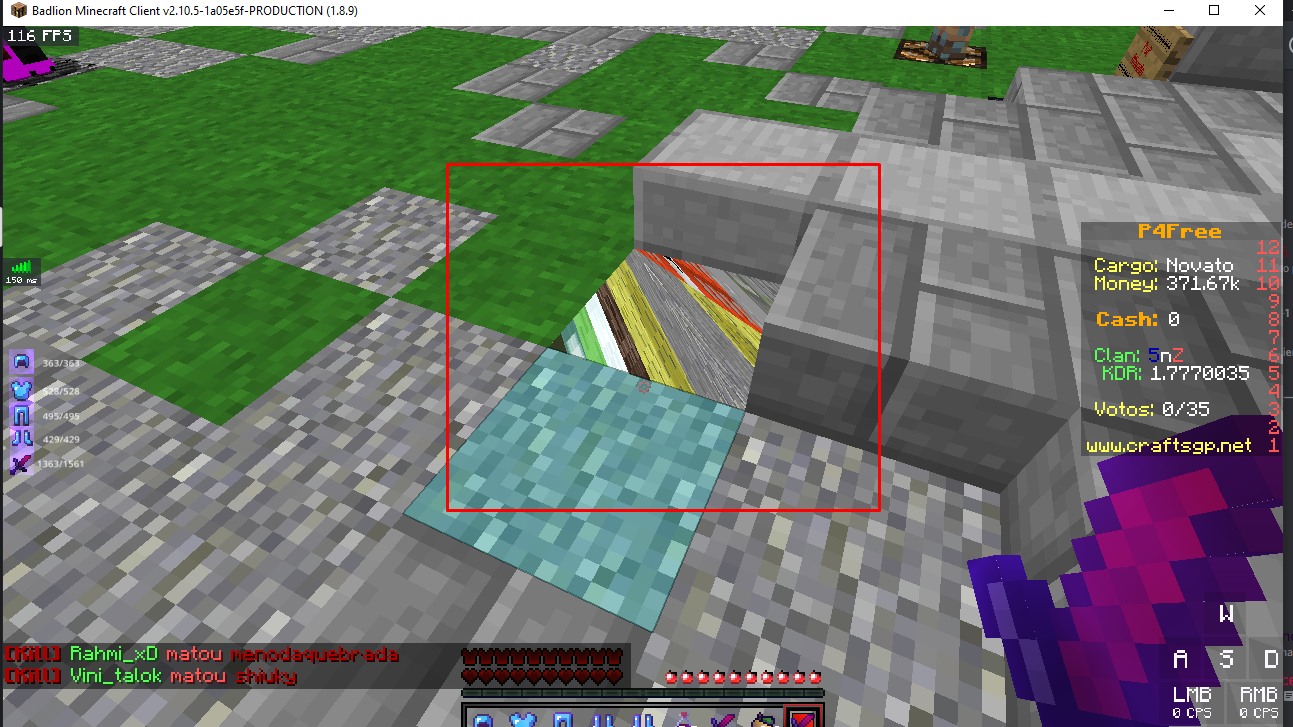 Badlion Minecraft Client v2.10.5-1a05e5f-PRODUCTION (1.8.9)
116 FPS
P4Free
12
Cargo: Novato 11
Money: 371.67k 10
9
Cash: 0 8
7
Clan: 5nZ 6
KDR: 1.7770035 5
4
Votos: 0/35 3
2
www.craftsgp.net 1
150 ms
363/363
528/528
495/495
429/429
1363/1561
[Kill] Rahmi_xD matou menodaquebrada
[Kill] Vini_talok matou shiuky
W
A S D
LMB RMB
0 CPS 0 CPS